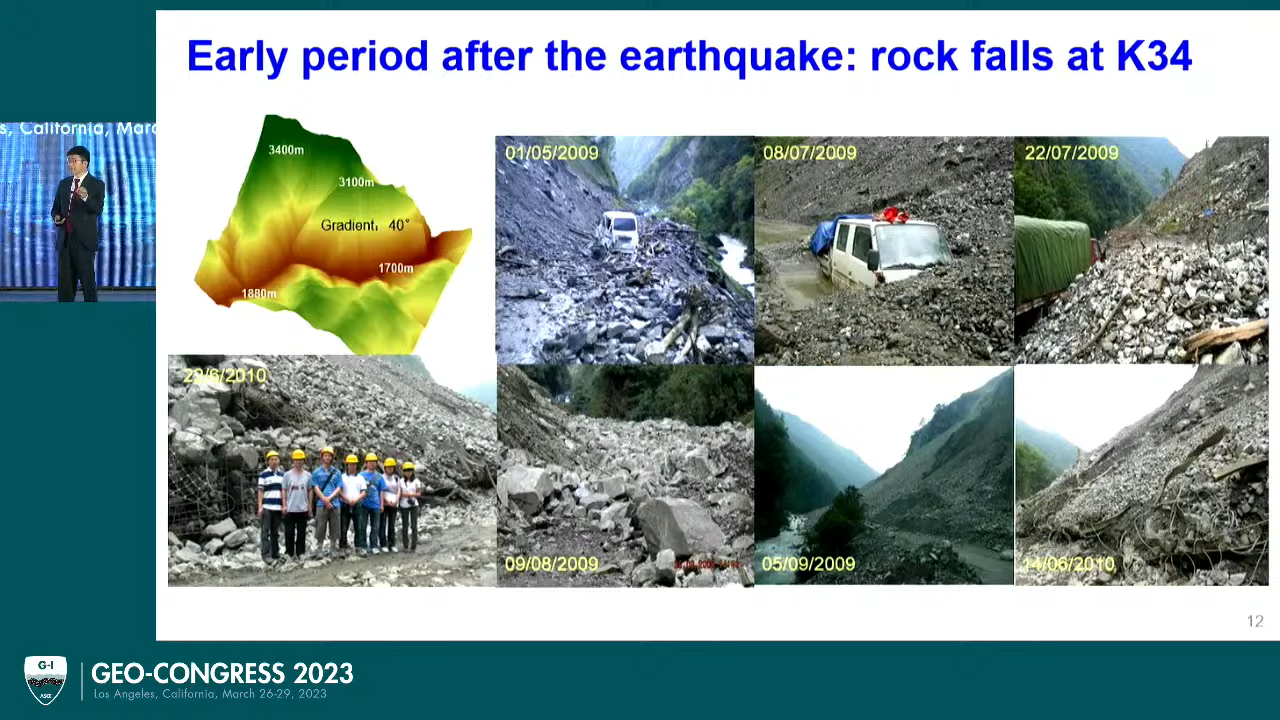 Early period after the earthquake: rock falls at K34
s, California, Marc
3400m
3100m
Gradient, 40°
1700m
1880m
01/05/2009
08/07/2009
22/07/2009
22/6/2010
09/08/2009
05/09/2009
14/06/2010
12
G-I
ASCE
GEO-CONGRESS 2023
Los Angeles, California, March 26-29, 2023